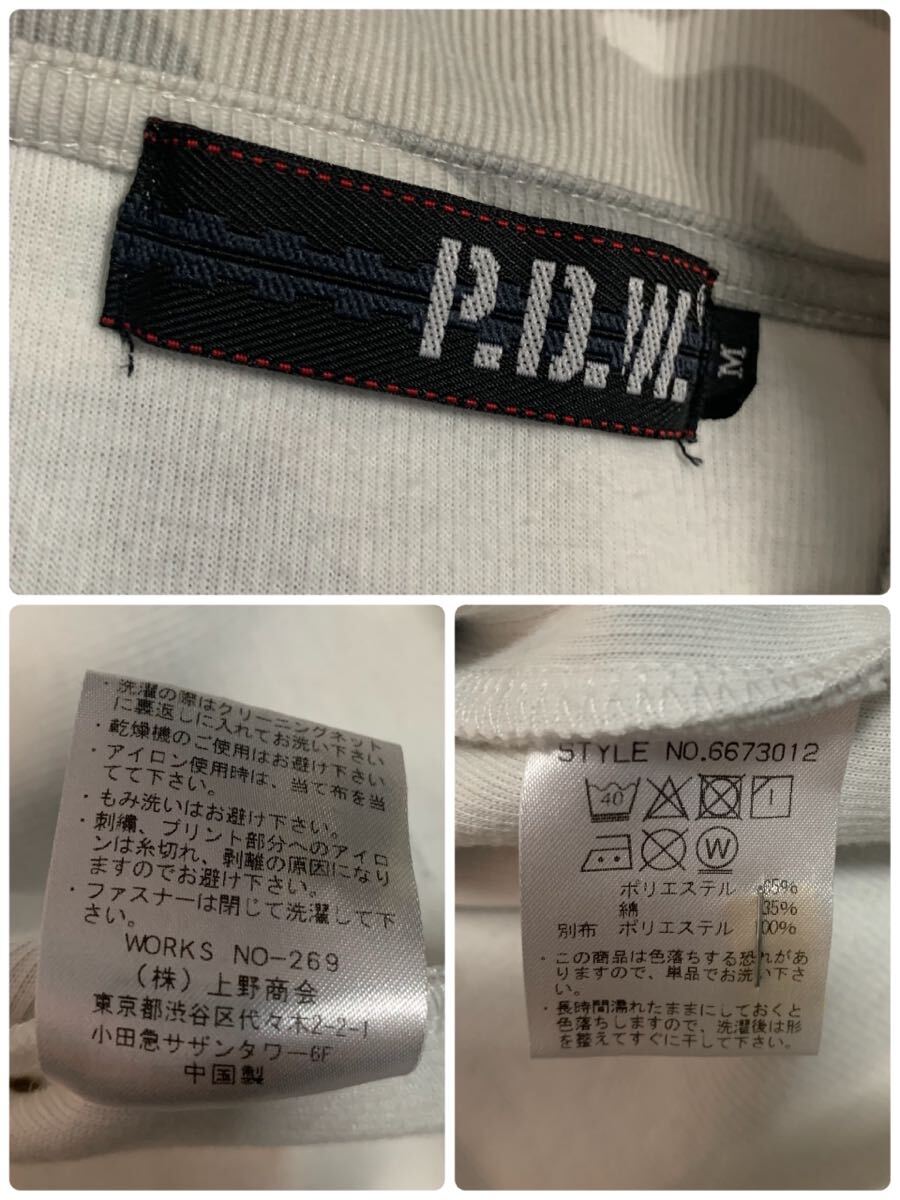 P.D.W.
M
・洗濯の際はクリーニングネット
に裏返しに入れてお洗い下さい
・乾燥機のご使用はお避け下さい
・アイロン使用時は、当て布を当
てて下さい。
・もみ洗いはお避け下さい。
・刺繍、プリント部分へのアイロ
ンは糸切れ、剥離の原因になり
ますのでお避け下さい。
・ファスナーは閉じて洗濯して下
さい。
WORKS NO-269
(株)上野商会
東京都渋谷区代々木2-2-1
小田急サザンタワー6F
中国製
STYLE NO.6673012
40
W
ポリエステル 65%
綿 35%
別布 ポリエステル 100%
・この商品は色落ちする恐れがあ
りますので、単品でお洗い下さ
い。
・長時間濡れたままにしておくと
色落ちしますので、洗濯後は形
を整えてすぐに干して下さい。